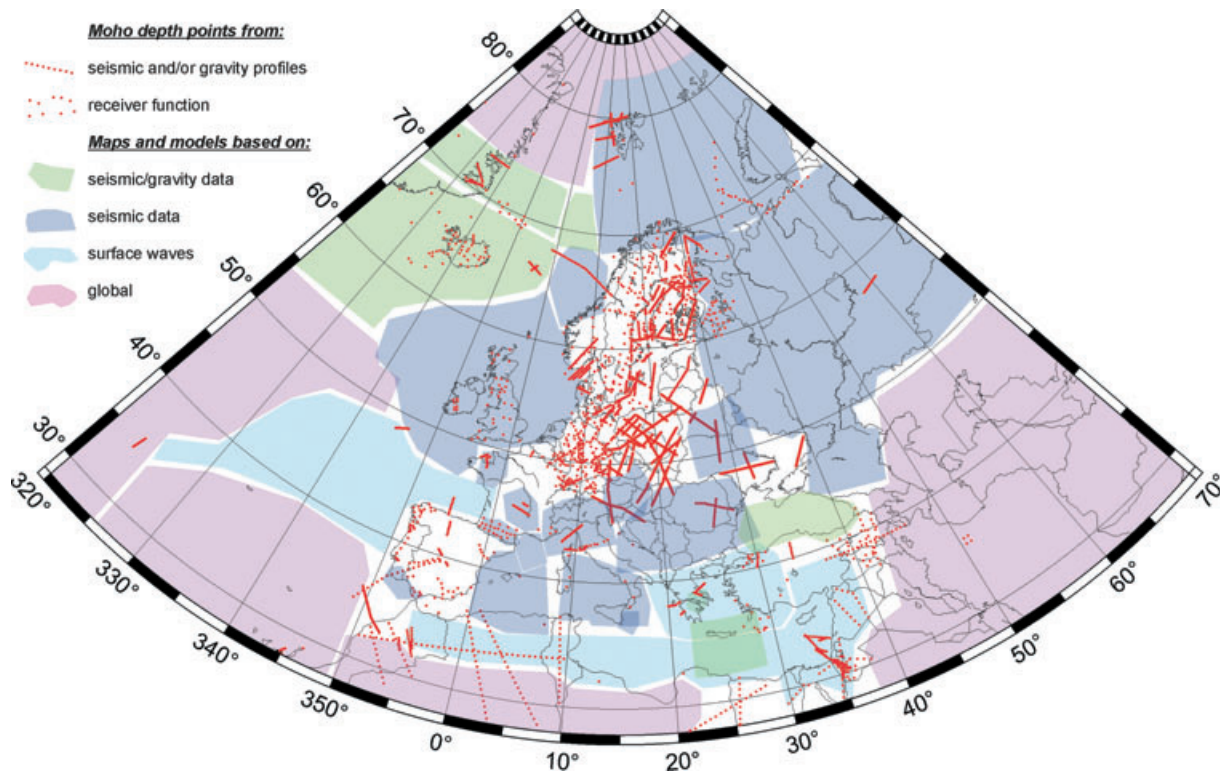 Moho depth points from:
seismic and/or gravity profiles
receiver function
Maps and models based on:
seismic/gravity data
seismic data
surface waves
global
80°
70°
60°
50°
40°
30°
320°
330°
340°
350°
0°
10°
20°
30°
40°
50°
60°
70°